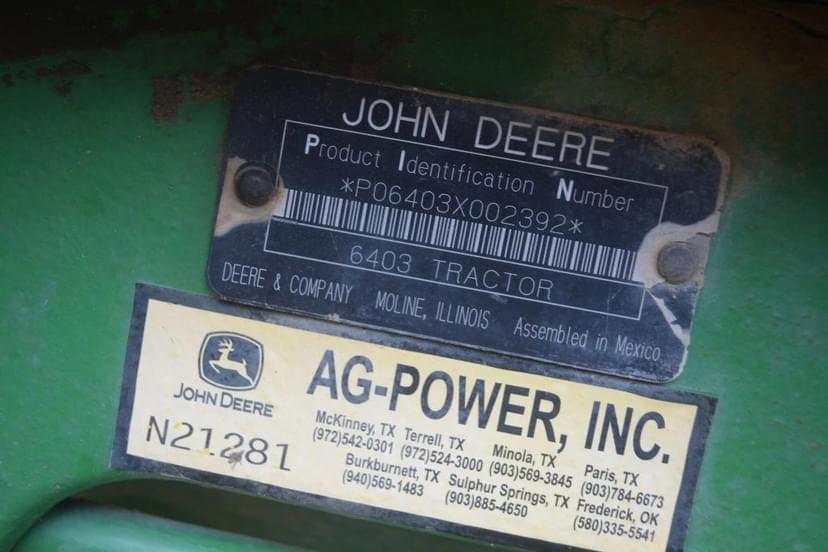 JOHN DEERE
Product Identification Number
*P06403X002392*
6403 TRACTOR
DEERE & COMPANY MOLINE, ILLINOIS Assembled in Mexico
JOHN DEERE
N21281
AG-POWER, INC.
McKinney, TX Terrell, TX Minola, TX Paris, TX
(972)542-0301 (972)524-3000 (903)569-3845 (903)784-6673
Burkburnett, TX Sulphur Springs, TX Frederick, OK
(940)569-1483 (903)885-4650 (580)335-5541